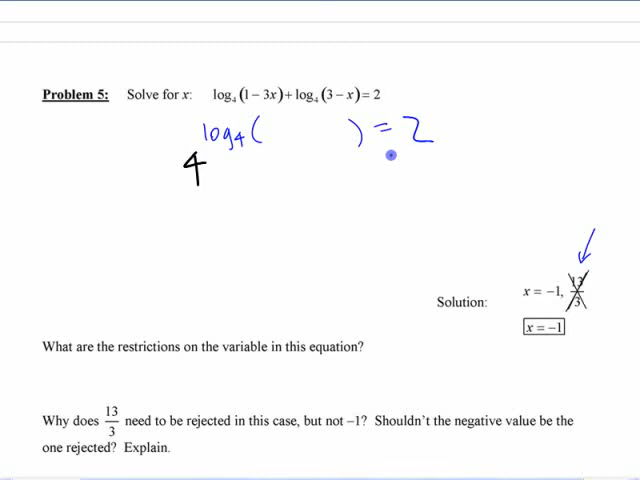 Problem 5: Solve for x: log₄(1 − 3x) + log₄(3 − x) = 2
log₄( ) = 2
4
Solution: x = −1, 13/3
x = −1
What are the restrictions on the variable in this equation?
Why does 13/3 need to be rejected in this case, but not −1? Shouldn't the negative value be the
one rejected? Explain.